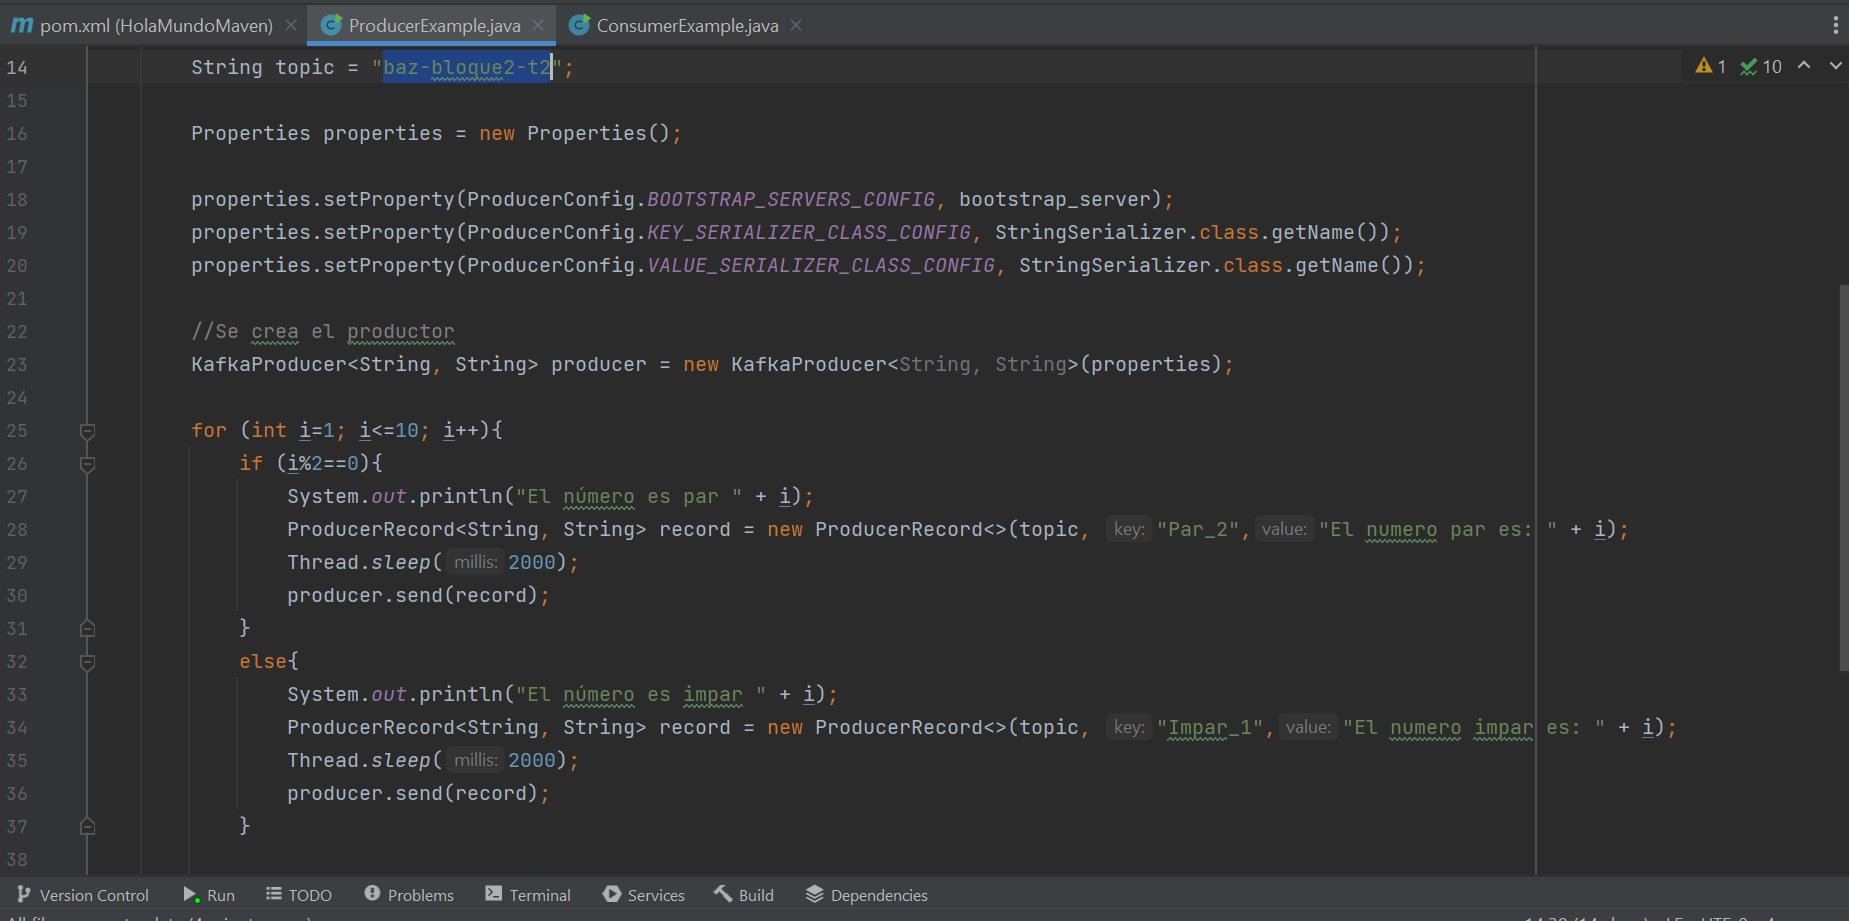 m pom.xml (HolaMundoMaven) ProducerExample.java ConsumerExample.java
14 String topic = "baz-bloque2-t2"; 1 10
15
16 Properties properties = new Properties();
17
18 properties.setProperty(ProducerConfig.BOOTSTRAP_SERVERS_CONFIG, bootstrap_server);
19 properties.setProperty(ProducerConfig.KEY_SERIALIZER_CLASS_CONFIG, StringSerializer.class.getName());
20 properties.setProperty(ProducerConfig.VALUE_SERIALIZER_CLASS_CONFIG, StringSerializer.class.getName());
21
22 //Se crea el productor
23 KafkaProducer<String, String> producer = new KafkaProducer<String, String>(properties);
24
25 for (int i=1; i<=10; i++){
26 if (i%2==0){
27 System.out.println("El número es par " + i);
28 ProducerRecord<String, String> record = new ProducerRecord<>(topic, key: "Par_2", value: "El numero par es: " + i);
29 Thread.sleep( millis: 2000);
30 producer.send(record);
31 }
32 else{
33 System.out.println("El número es impar " + i);
34 ProducerRecord<String, String> record = new ProducerRecord<>(topic, key: "Impar_1", value: "El numero impar es: " + i);
35 Thread.sleep( millis: 2000);
36 producer.send(record);
37 }
38
Version Control Run TODO Problems Terminal Services Build Dependencies